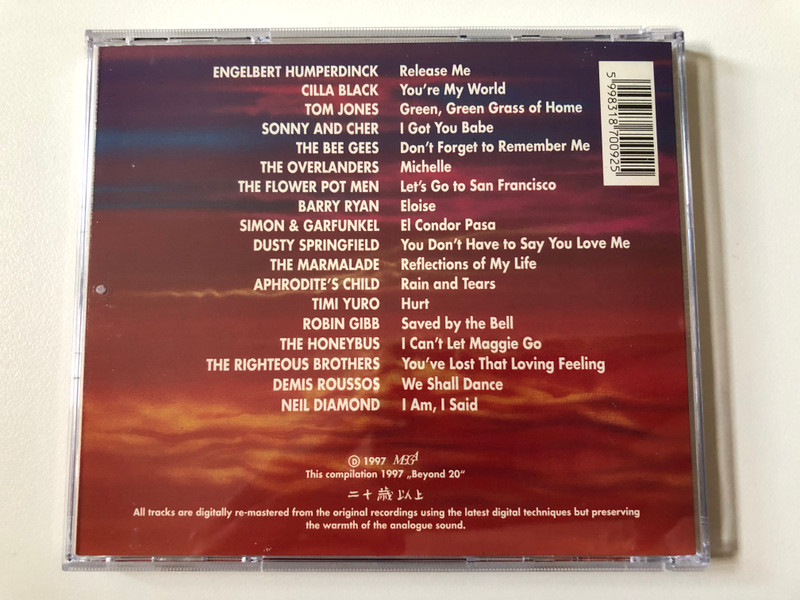 ENGELBERT HUMPERDINCK Release Me
CILLA BLACK You're My World
TOM JONES Green, Green Grass of Home
SONNY AND CHER I Got You Babe
THE BEE GEES Don't Forget to Remember Me
THE OVERLANDERS Michelle
THE FLOWER POT MEN Let's Go to San Francisco
BARRY RYAN Eloise
SIMON & GARFUNKEL El Condor Pasa
DUSTY SPRINGFIELD You Don't Have to Say You Love Me
THE MARMALADE Reflections of My Life
APHRODITE'S CHILD Rain and Tears
TIMI YURO Hurt
ROBIN GIBB Saved by the Bell
THE HONEYBUS I Can't Let Maggie Go
THE RIGHTEOUS BROTHERS You've Lost That Loving Feeling
DEMIS ROUSSOS We Shall Dance
NEIL DIAMOND I Am, I Said
5998318700925
Ⓓ 1997 MEGA
This compilation 1997 „Beyond 20“
二十歳以上
All tracks are digitally re-mastered from the original recordings using the latest digital techniques but preserving
the warmth of the analogue sound.